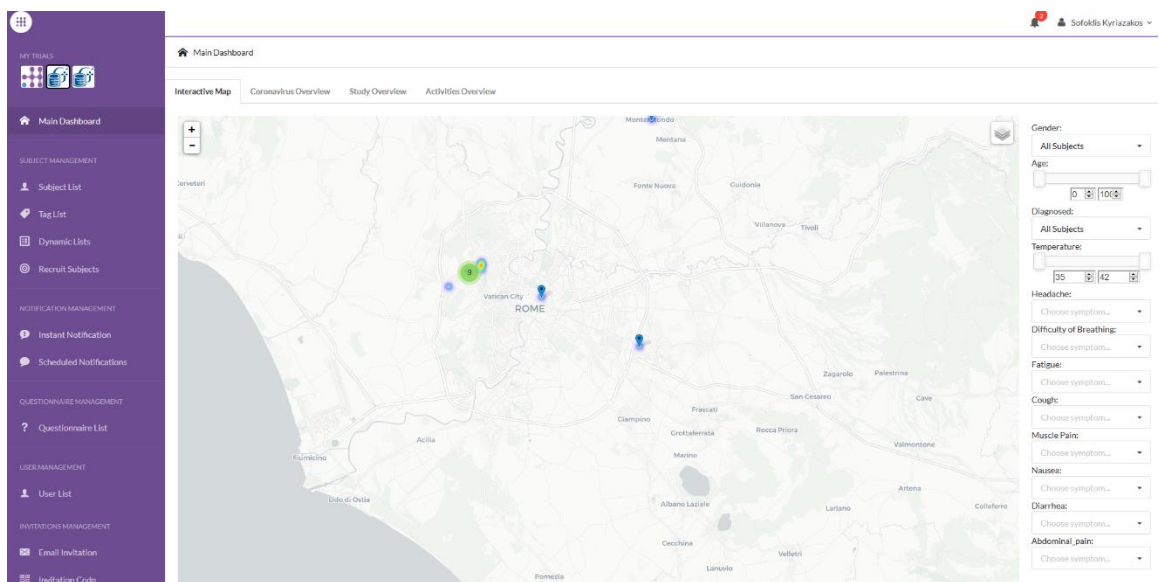 2
Sofoklis Kyriazakos
MY TRIALS
Main Dashboard
SUBJECT MANAGEMENT
Subject List
Tag List
Dynamic Lists
Recruit Subjects
NOTIFICATION MANAGEMENT
Instant Notification
Scheduled Notifications
QUESTIONNAIRE MANAGEMENT
Questionnaire List
USER MANAGEMENT
User List
INVITATIONS MANAGEMENT
Email Invitation
Invitation Code
Main Dashboard
Interactive Map Coronavirus Overview Study Overview Activities Overview
+
-
Mentana
Cerveteri
Fonte Nuova
Guidonia
Villanova
Tivoli
9
Vatican City
ROME
Zagarolo
Palestrina
San Cesareo
Cave
Ciampino
Frascati
Grottaferrata
Rocca Priora
Acilia
Valmontone
Fiumicino
Marino
Lido di Ostia
Artena
Albano Laziale
Lariano
Colleferro
Cecchina
Velletri
Lanuvio
Pomezia
Gender:
All Subjects
Age:
0 100
Diagnosed:
All Subjects
Temperature:
35 42
Headache:
Choose symptom...
Difficulty of Breathing:
Choose symptom...
Fatigue:
Choose symptom...
Cough:
Choose symptom...
Muscle Pain:
Choose symptom...
Nausea:
Choose symptom...
Diarrhea:
Choose symptom...
Abdominal_pain:
Choose symptom...